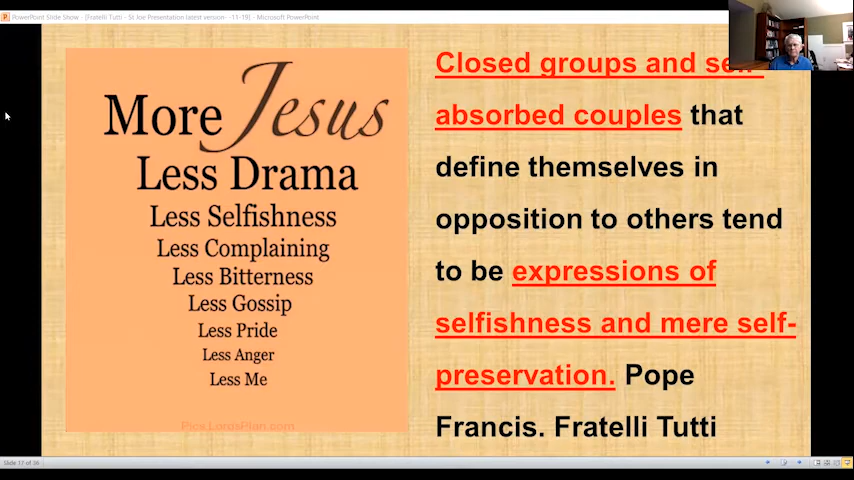 PowerPoint Slide Show - [Fratelli Tutti - St Joe Presentation (latest version- -11-19) - Microsoft PowerPoint
More Jesus
Less Drama
Less Selfishness
Less Complaining
Less Bitterness
Less Gossip
Less Pride
Less Anger
Less Me
Pics.LordsPlan.com
Closed groups and self-
absorbed couples that
define themselves in
opposition to others tend
to be expressions of
selfishness and mere self-
preservation. Pope
Francis. Fratelli Tutti
Slide 17 of 36